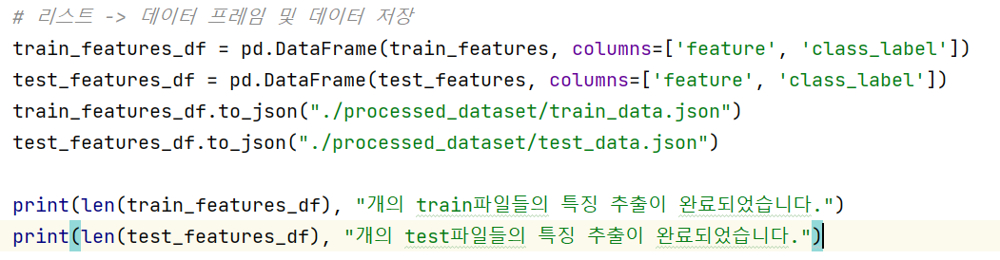 # 리스트 -> 데이터 프레임 및 데이터 저장
train_features_df = pd.DataFrame(train_features, columns=['feature', 'class_label'])
test_features_df = pd.DataFrame(test_features, columns=['feature', 'class_label'])
train_features_df.to_json("./processed_dataset/train_data.json")
test_features_df.to_json("./processed_dataset/test_data.json")
print(len(train_features_df), "개의 train파일들의 특징 추출이 완료되었습니다.")
print(len(test_features_df), "개의 test파일들의 특징 추출이 완료되었습니다.")